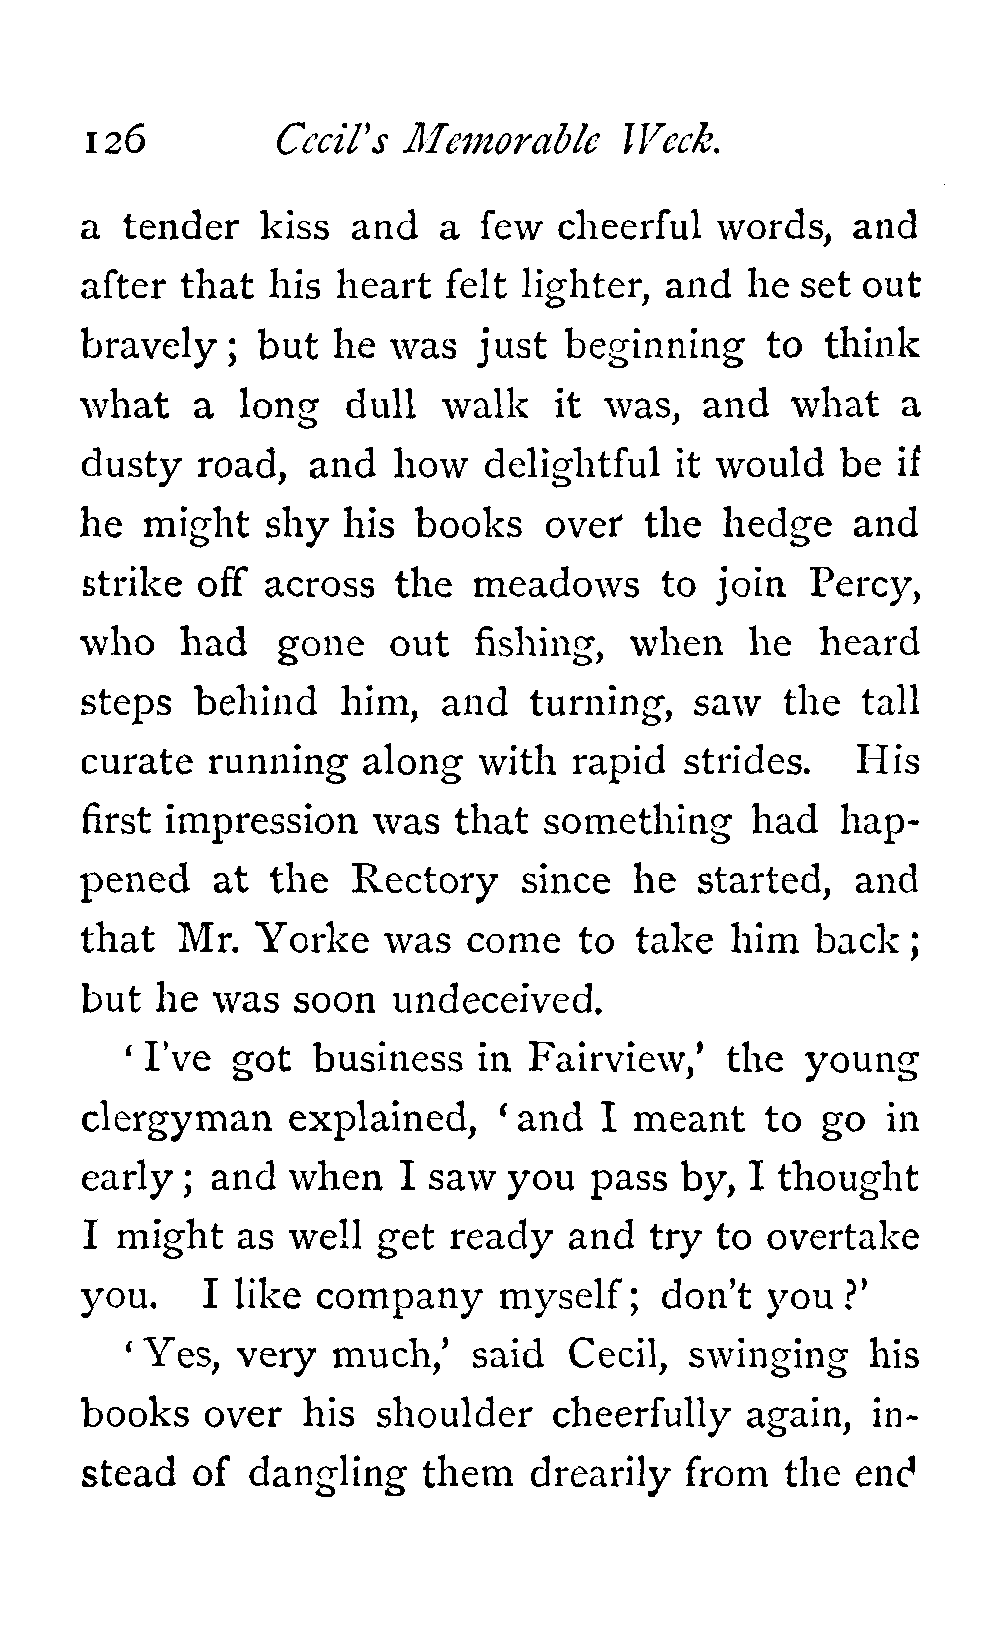 126 Cecil's Memorable Week.
a tender kiss and a few cheerful words, and
after that his heart felt lighter, and he set out
bravely ; but he was just beginning to think
what a long dull walk it was, and what a
dusty road, and how delightful it would be if
he might shy his books over the hedge and
strike off across the meadows to join Percy,
who had gone out fishing, when he heard
steps behind him, and turning, saw the tall
curate running along with rapid strides. His
first impression was that something had hap-
pened at the Rectory since he started, and
that Mr. Yorke was come to take him back ;
but he was soon undeceived.
‘ I've got business in Fairview,’ the young
clergyman explained, ‘ and I meant to go in
early ; and when I saw you pass by, I thought
I might as well get ready and try to overtake
you. I like company myself ; don't you ?’
‘ Yes, very much,’ said Cecil, swinging his
books over his shoulder cheerfully again, in-
stead of dangling them drearily from the end